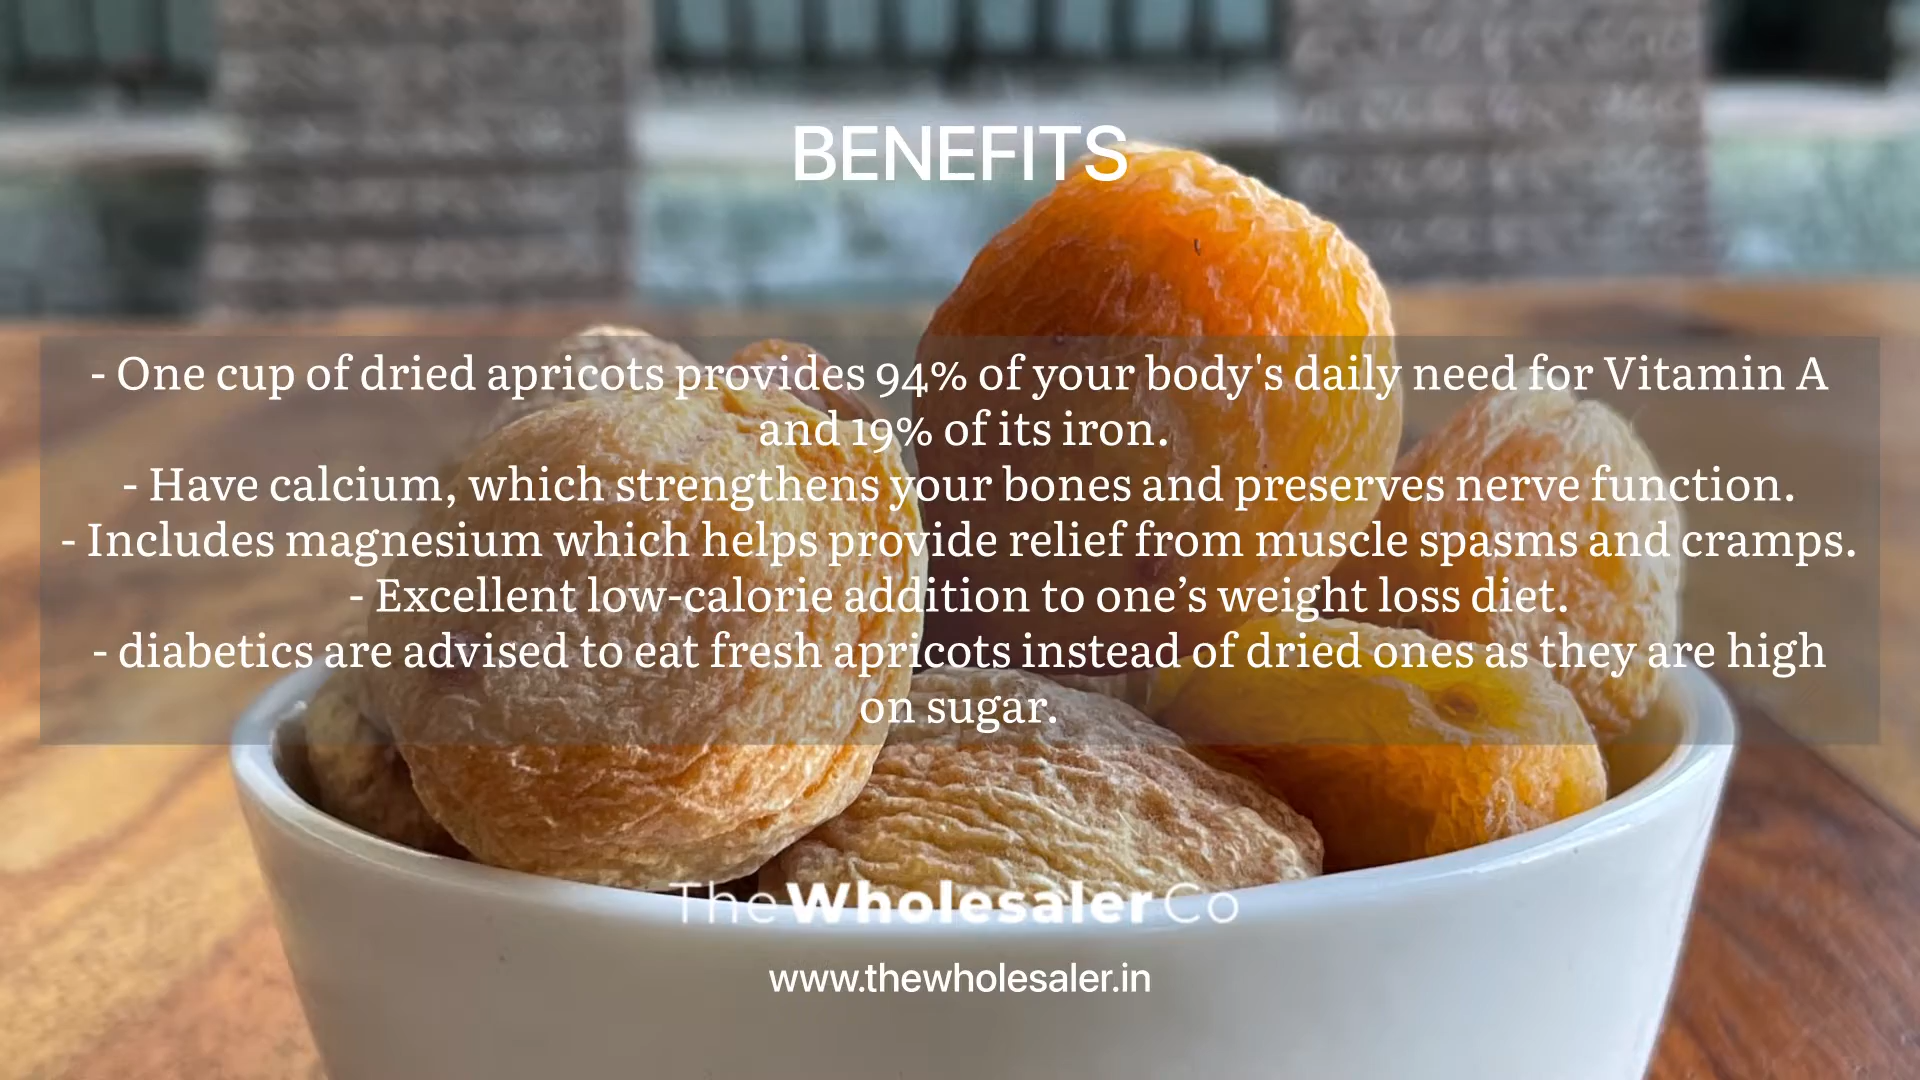 BENEFITS
- One cup of dried apricots provides 94% of your body's daily need for Vitamin A
and 19% of its iron.
- Have calcium, which strengthens your bones and preserves nerve function.
- Includes magnesium which helps provide relief from muscle spasms and cramps.
- Excellent low-calorie addition to one’s weight loss diet.
- diabetics are advised to eat fresh apricots instead of dried ones as they are high
on sugar.
TheWholesalerCo
www.thewholesaler.in